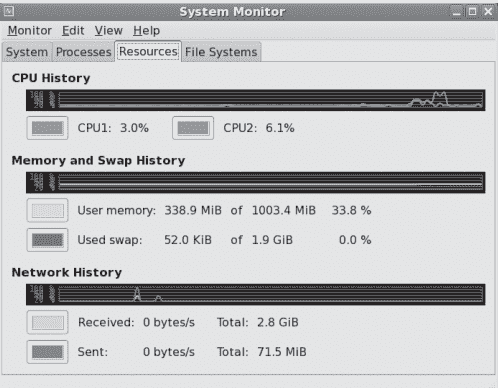 System Monitor
Monitor Edit View Help
System Processes Resources File Systems
CPU History
CPU1: 3.0% CPU2: 6.1%
Memory and Swap History
User memory: 338.9 MiB of 1003.4 MiB 33.8 %
Used swap: 52.0 KiB of 1.9 GiB 0.0 %
Network History
Received: 0 bytes/s Total: 2.8 GiB
Sent: 0 bytes/s Total: 71.5 MiB